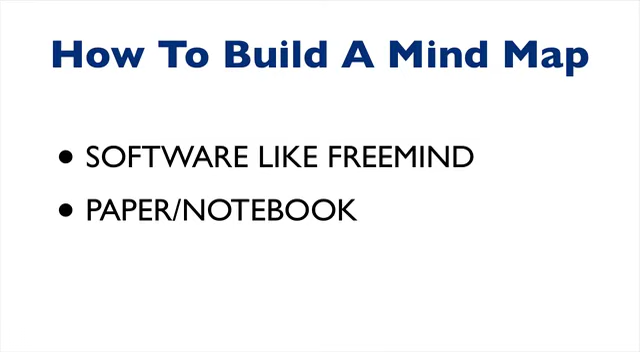 How To Build A Mind Map
• SOFTWARE LIKE FREEMIND
• PAPER/NOTEBOOK